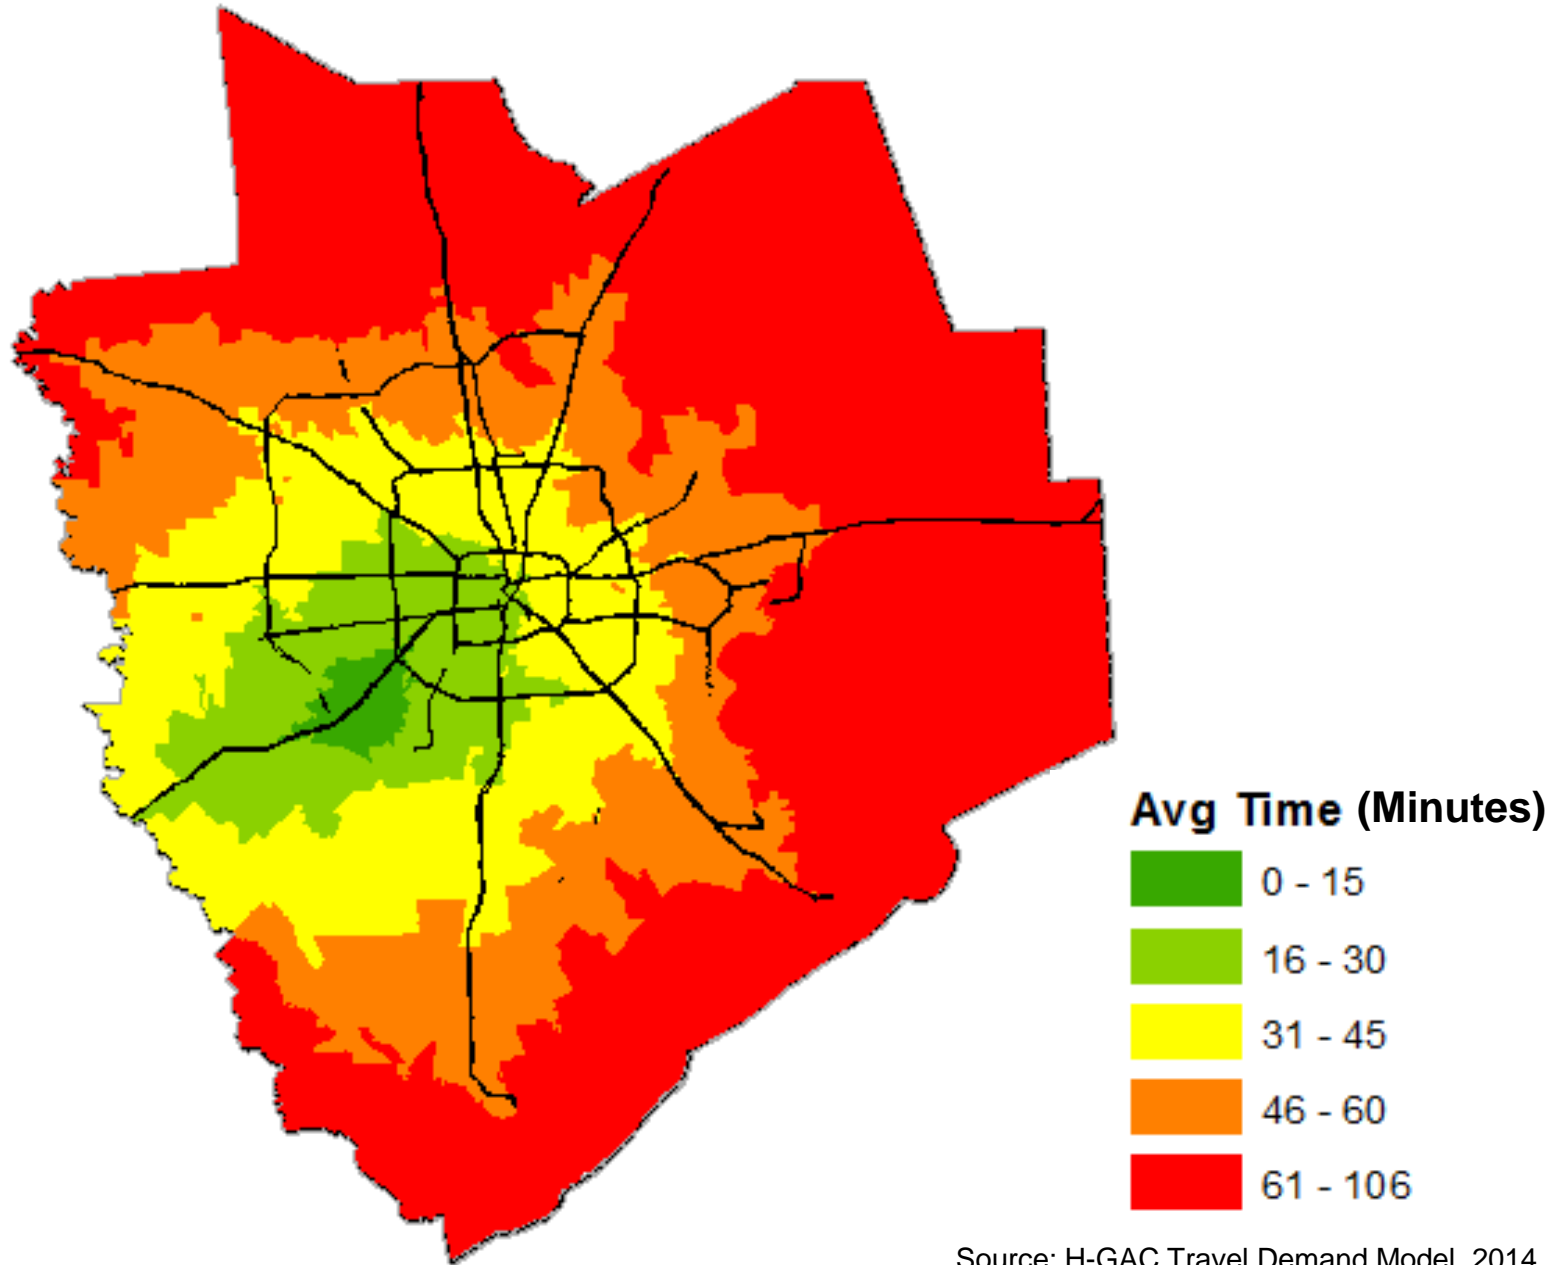 Avg Time (Minutes)
0 - 15
16 - 30
31 - 45
46 - 60
61 - 106
Source: H-GAC Travel Demand Model, 2014